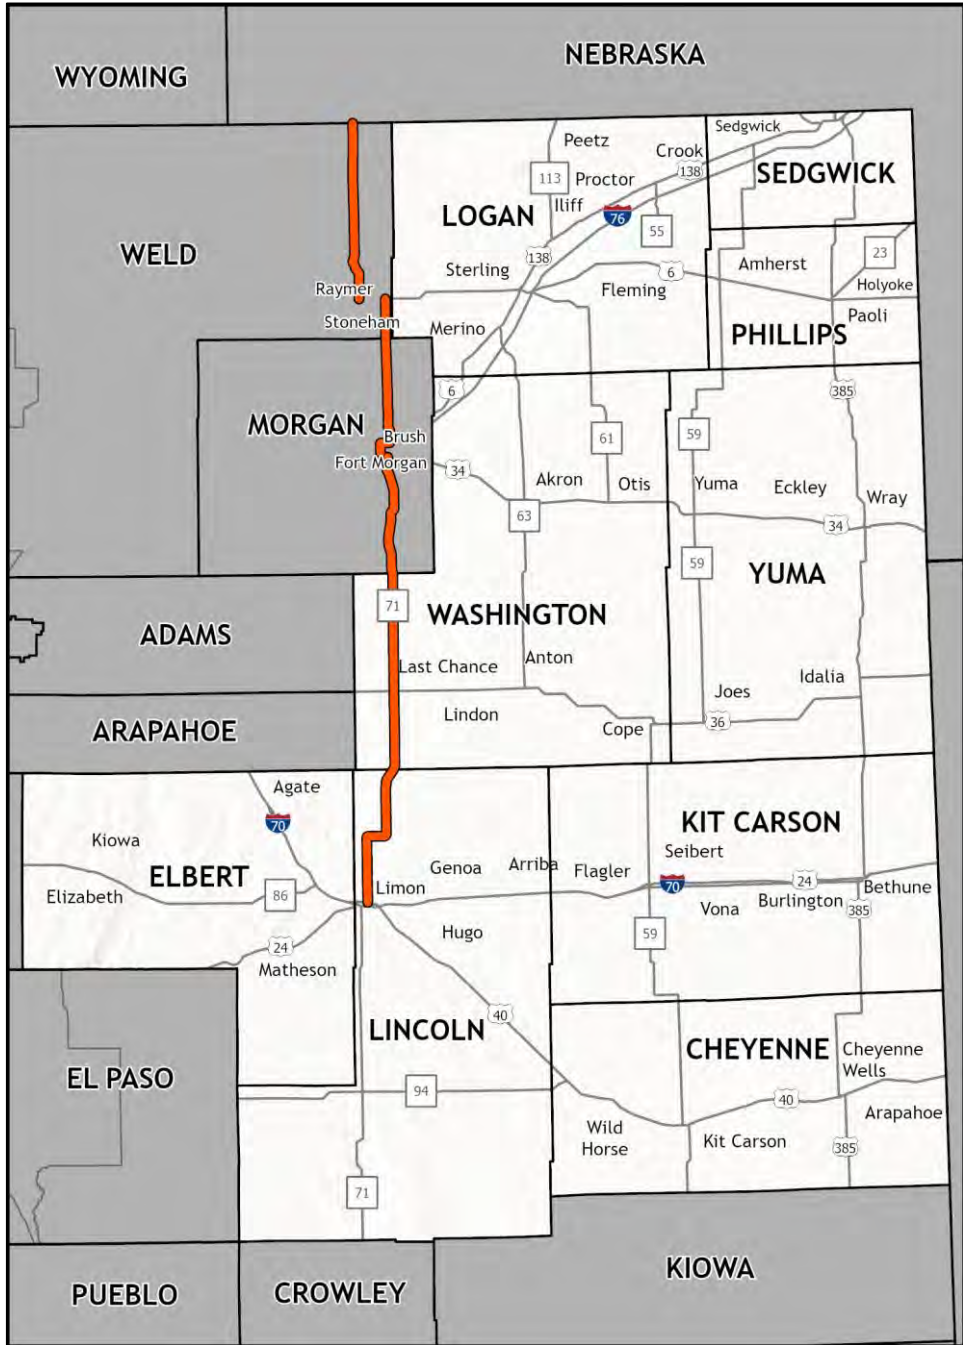 NEBRASKA
WYOMING
Sedgwick
Peetz
Crook
138
SEDGWICK
113
Proctor
Iliff
LOGAN
76
55
WELD
138
23
Sterling
Amherst
6
Raymer
Fleming
Holyoke
Stoneham
Merino
Paoli
PHILLIPS
6
385
MORGAN
Brush
61
59
Fort Morgan
34
Akron
Otis
Yuma
Eckley
Wray
63
34
59
YUMA
71
WASHINGTON
ADAMS
Last Chance
Anton
Idalia
Joes
Lindon
36
Cope
ARAPAHOE
Agate
70
KIT CARSON
Kiowa
Seibert
Genoa
Arriba
Flagler
ELBERT
24
70
Limon
Bethune
Elizabeth
86
Burlington
Vona
385
Hugo
59
24
Matheson
40
LINCOLN
CHEYENNE
Cheyenne
Wells
EL PASO
94
40
Arapahoe
Wild
Horse
Kit Carson
385
71
KIOWA
PUEBLO
CROWLEY